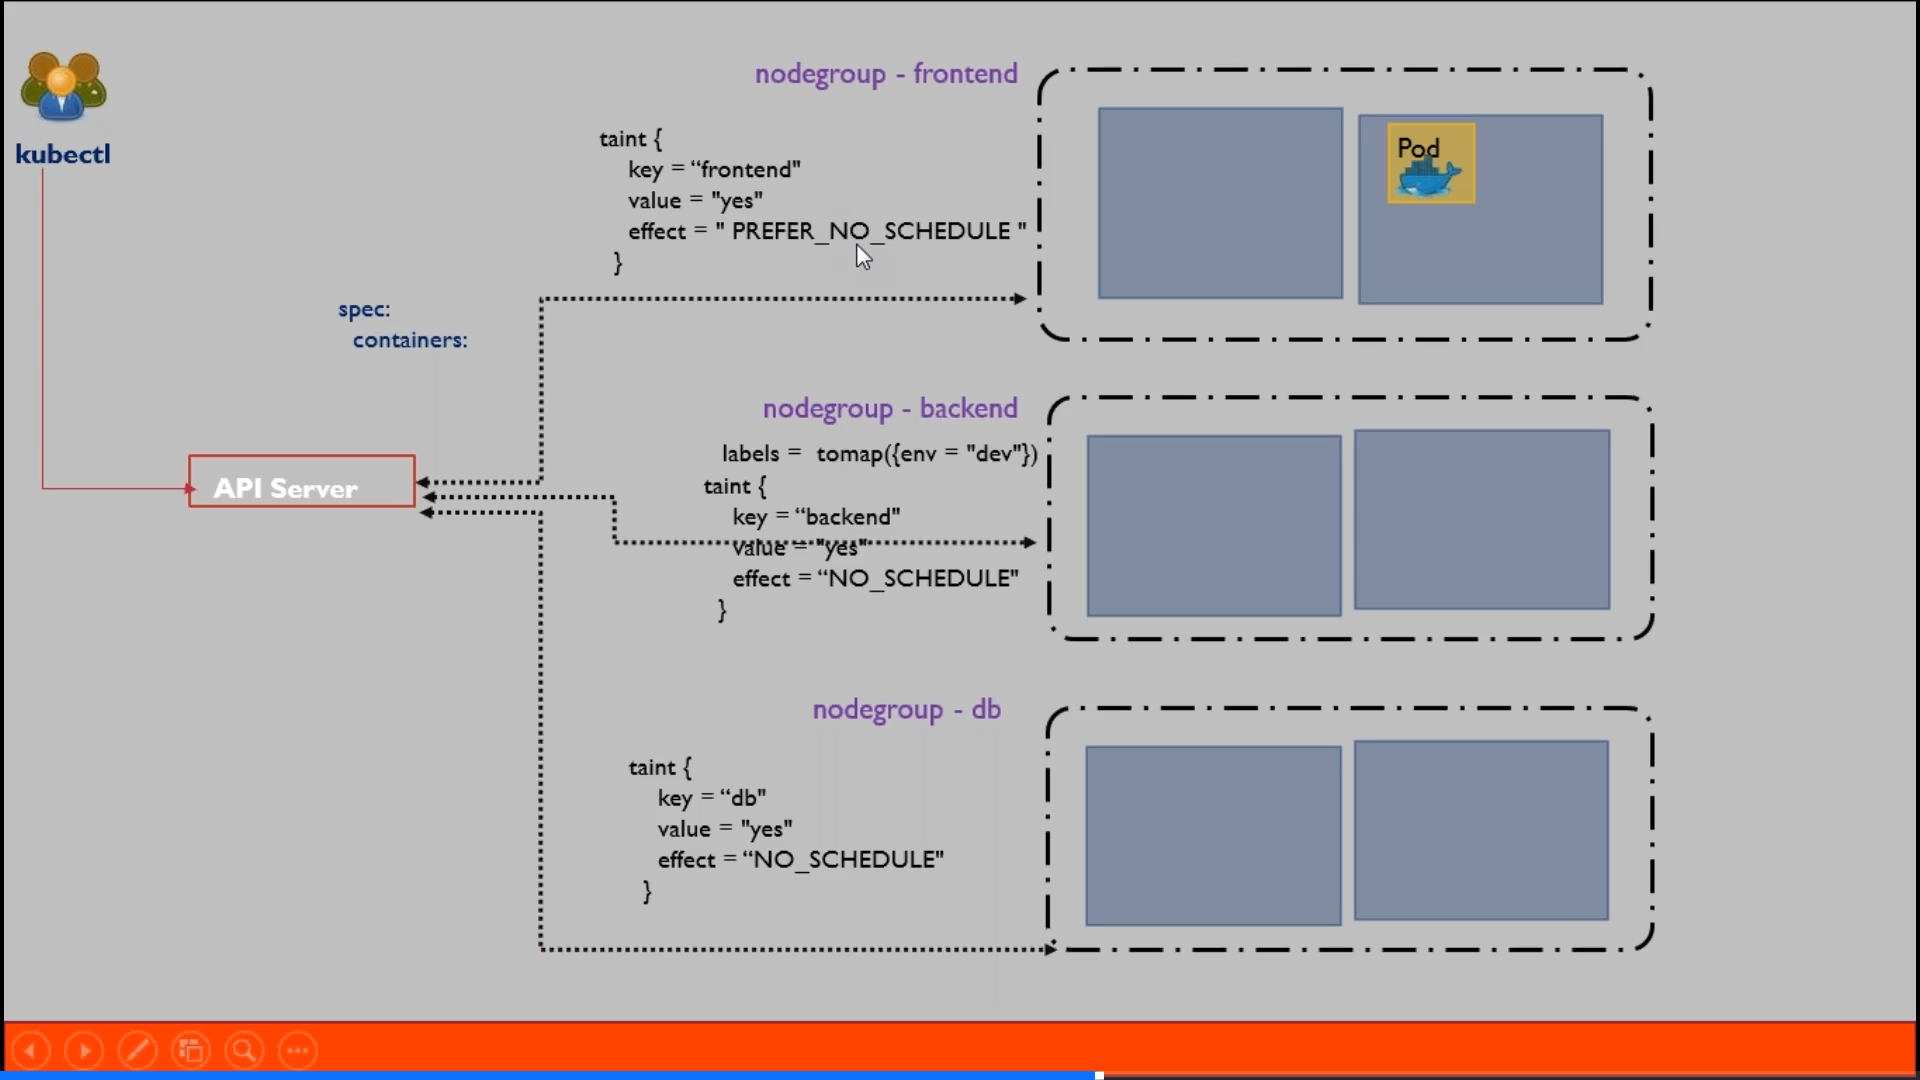 nodegroup - frontend
kubectl
taint {
key = “frontend"
value = "yes"
effect = " PREFER_NO_SCHEDULE "
}
Pod
spec:
containers:
API Server
nodegroup - backend
labels =  tomap({env = "dev"})
taint {
key = “backend"
value = "yes"
effect = “NO_SCHEDULE"
}
nodegroup - db
taint {
key = “db"
value = "yes"
effect = “NO_SCHEDULE"
}